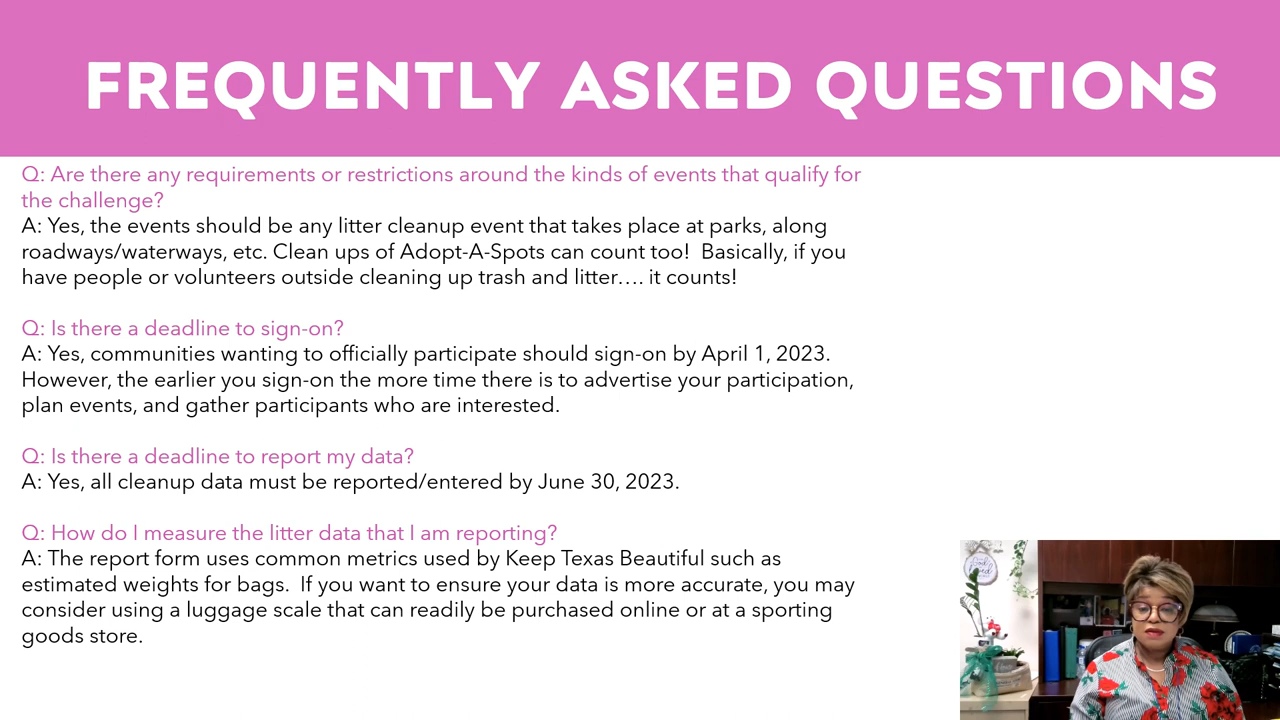 FREQUENTLY ASKED QUESTIONS
Q: Are there any requirements or restrictions around the kinds of events that qualify for
the challenge?
A: Yes, the events should be any litter cleanup event that takes place at parks, along
roadways/waterways, etc. Clean ups of Adopt-A-Spots can count too!  Basically, if you
have people or volunteers outside cleaning up trash and litter…. it counts!
Q: Is there a deadline to sign-on?
A: Yes, communities wanting to officially participate should sign-on by April 1, 2023.
However, the earlier you sign-on the more time there is to advertise your participation,
plan events, and gather participants who are interested.
Q: Is there a deadline to report my data?
A: Yes, all cleanup data must be reported/entered by June 30, 2023.
Q: How do I measure the litter data that I am reporting?
A: The report form uses common metrics used by Keep Texas Beautiful such as
estimated weights for bags.  If you want to ensure your data is more accurate, you may
consider using a luggage scale that can readily be purchased online or at a sporting
goods store.